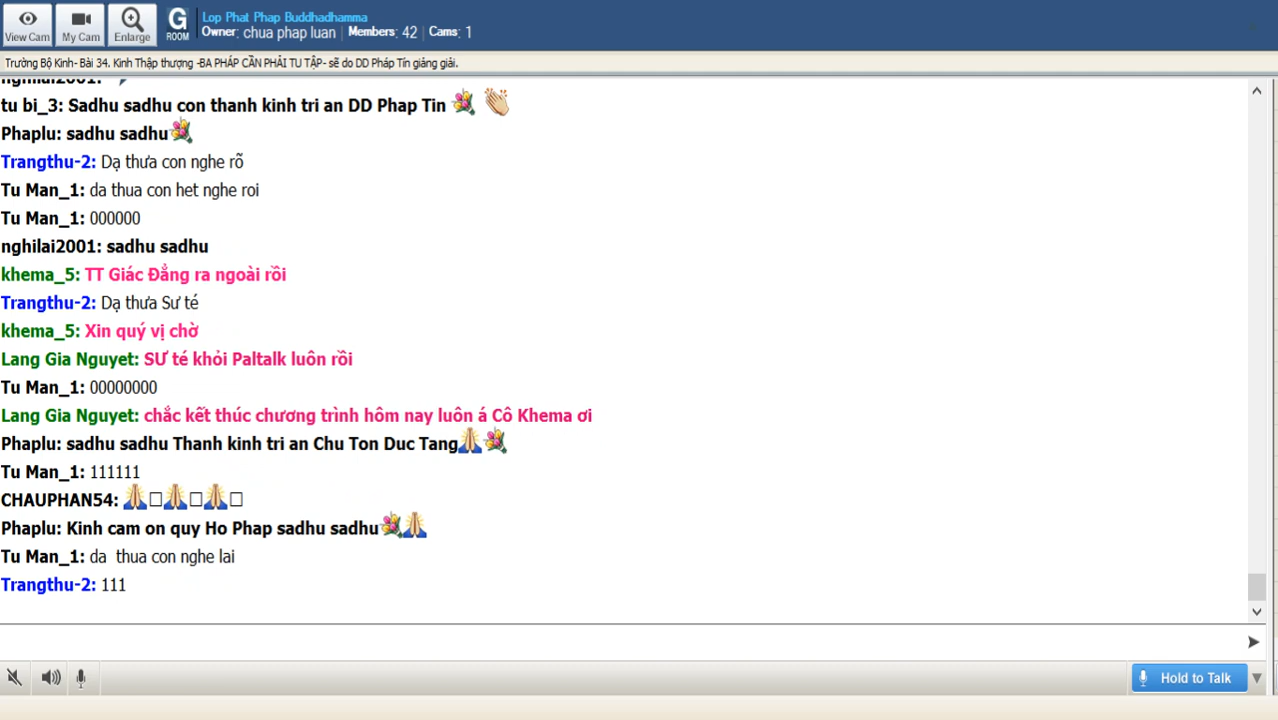 View Cam
My Cam
Enlarge
G
ROOM
Lop Phat Phap Buddhadhamma
Owner: chua phap luan | Members: 42 | Cams: 1
Trường Bộ Kinh- Bài 34. Kinh Thập thượng -BA PHÁP CẦN PHẢI TU TẬP- sẽ do DD Pháp Tín giảng giải.
nghilai2001:
tu bi_3: Sadhu sadhu con thanh kinh tri an DD Phap Tin
Phaplu: sadhu sadhu
Trangthu-2: Dạ thưa con nghe rõ
Tu Man_1: da thua con het nghe roi
Tu Man_1: 000000
nghilai2001: sadhu sadhu
khema_5: TT Giác Đẳng ra ngoài rồi
Trangthu-2: Dạ thưa Sư té
khema_5: Xin quý vị chờ
Lang Gia Nguyet: SƯ té khỏi Paltalk luôn rồi
Tu Man_1: 00000000
Lang Gia Nguyet: chắc kết thúc chương trình hôm nay luôn á Cô Khema ơi
Phaplu: sadhu sadhu Thanh kinh tri an Chu Ton Duc Tang
Tu Man_1: 111111
CHAUPHAN54:
Phaplu: Kinh cam on quy Ho Phap sadhu sadhu
Tu Man_1: da  thua con nghe lai
Trangthu-2: 111
Hold to Talk